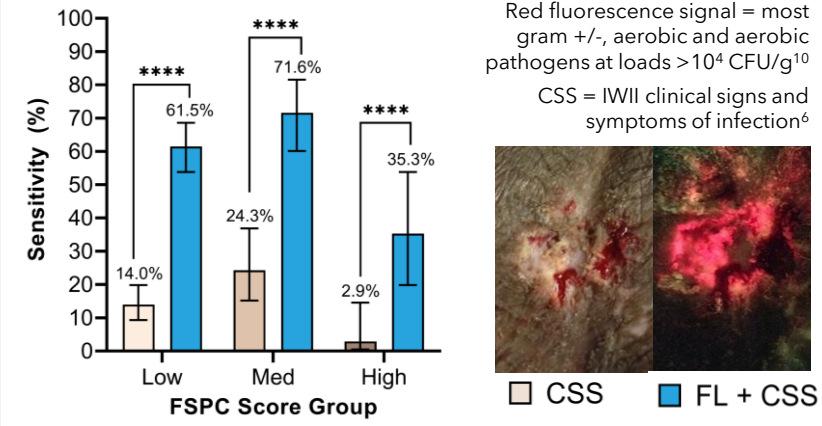 Red fluorescence signal = most
gram +/-, aerobic and aerobic
pathogens at loads >10⁴ CFU/g¹⁰
CSS = IWII clinical signs and
symptoms of infection⁶
Sensitivity (%)
100
90
80
70
60
50
40
30
20
10
0
****
****
****
14.0%
61.5%
24.3%
71.6%
2.9%
35.3%
Low Med High
FSPC Score Group
CSS FL + CSS